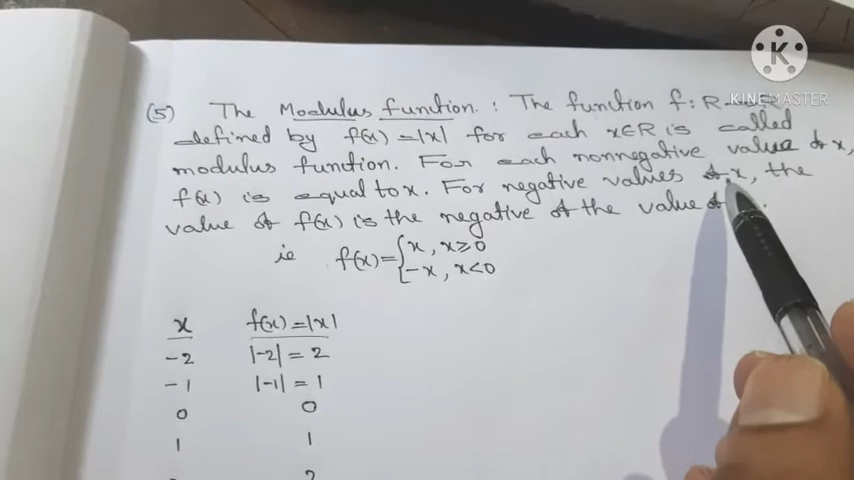 (5) The Modulus function : The function f: R
KINEMASTER
defined by f(x) = |x| for each x∈R is called
modulus function. For each nonnegative value of x,
f(x) is equal to x. For negative values of x, the
value of f(x) is the negative of the value of
ie f(x) = { x, x ≥ 0
-x, x < 0
x f(x) = |x|
-2 |-2| = 2
-1 |-1| = 1
0 0
1 1
2